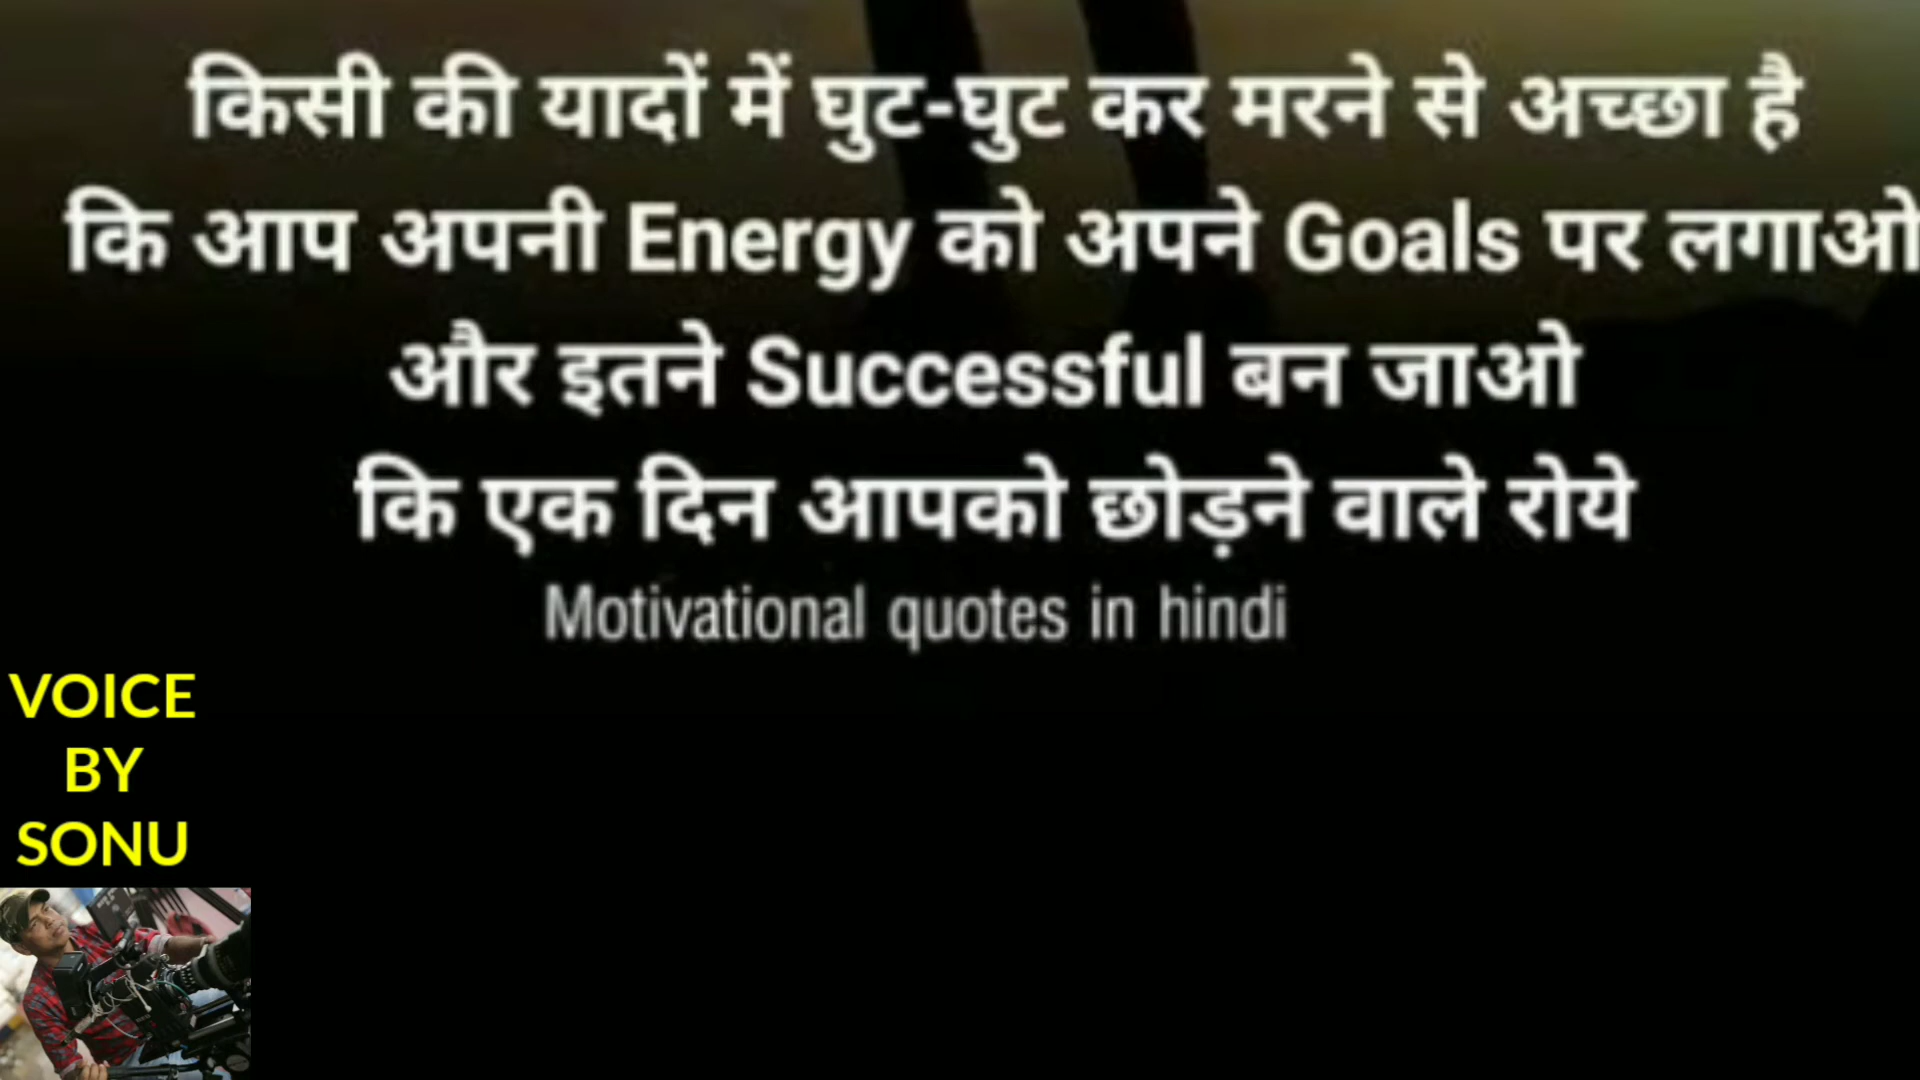 किसी की यादों में घुट-घुट कर मरने से अच्छा है
कि आप अपनी Energy को अपने Goals पर लगाओ
और इतने Successful बन जाओ
कि एक दिन आपको छोड़ने वाले रोये
Motivational quotes in hindi
VOICE
BY
SONU